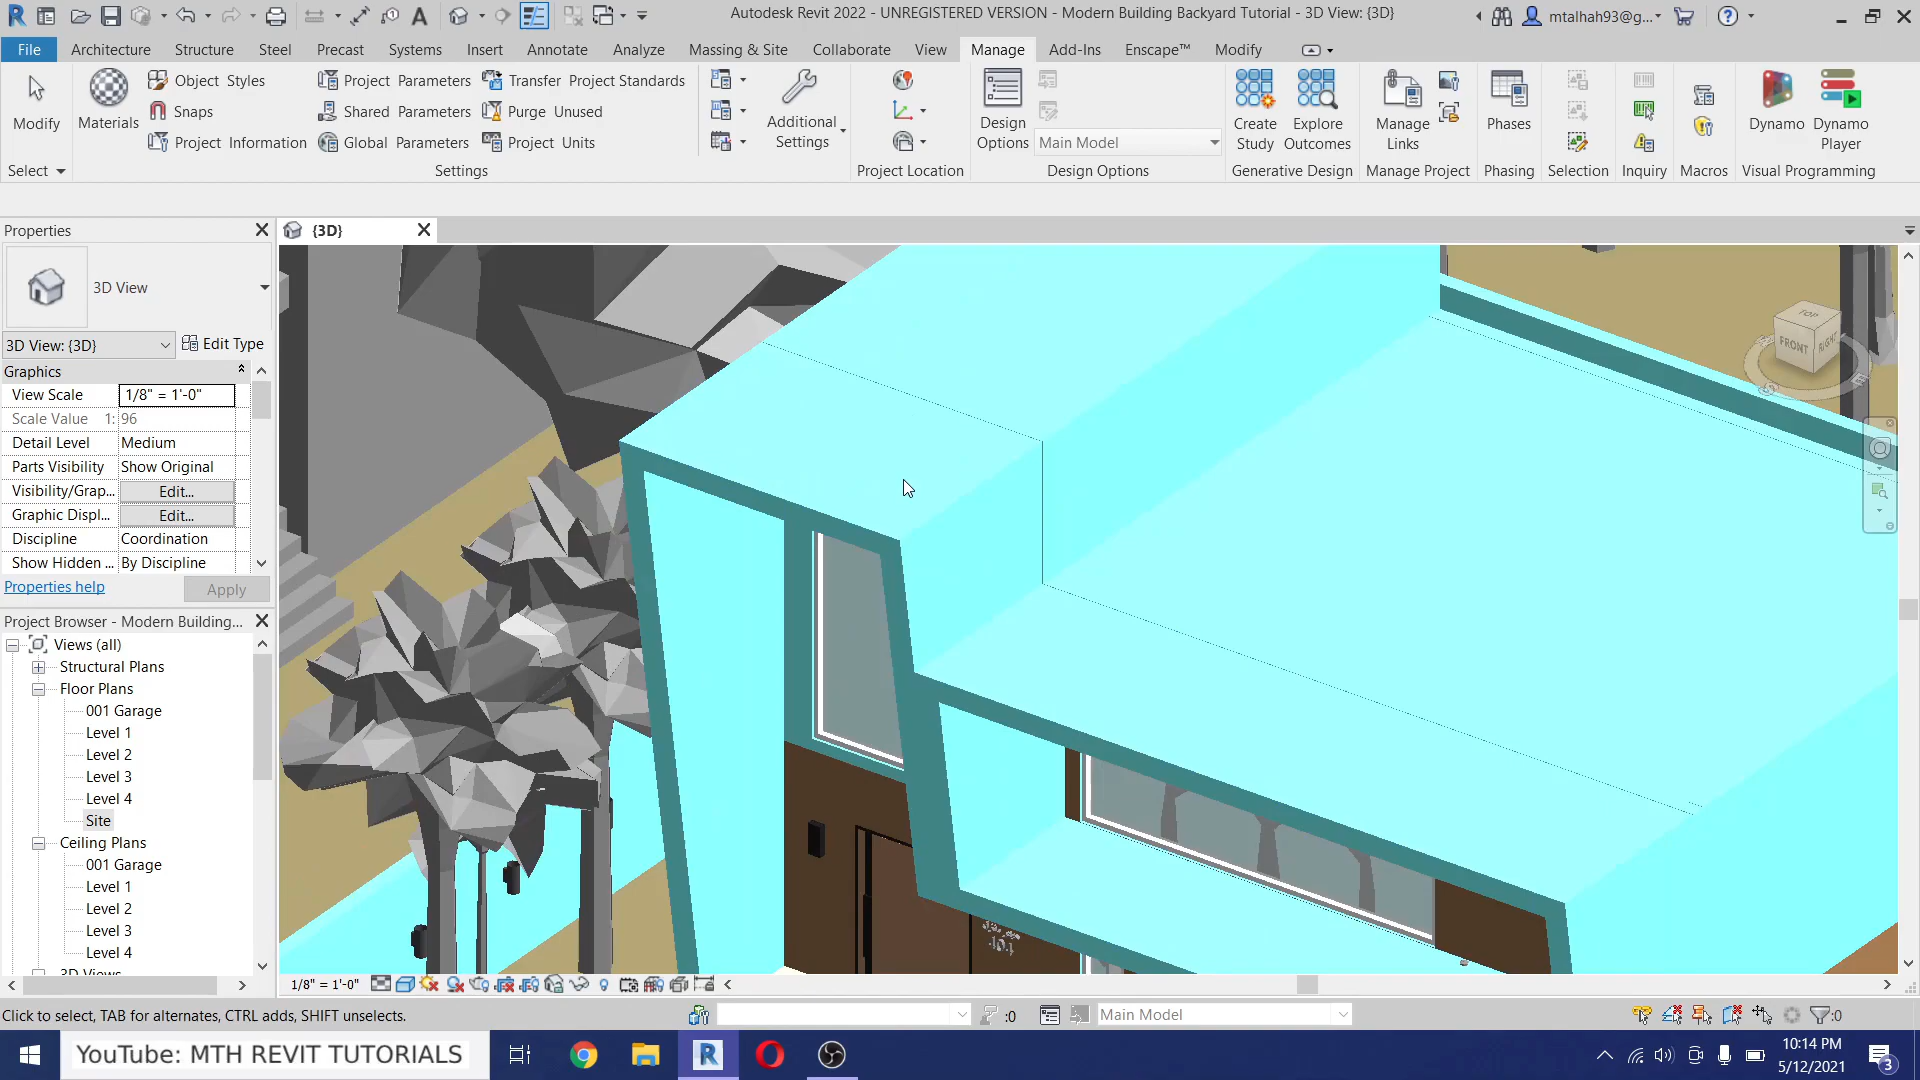 Autodesk Revit 2022 - UNREGISTERED VERSION - Modern Building Backyard Tutorial - 3D View: {3D}
mtalhah93@g...
File Architecture Structure Steel Precast Systems Insert Annotate Analyze Massing & Site Collaborate View Manage Add-Ins Enscape™ Modify
Modify
Materials
Object Styles
Snaps
Project Information
Project Parameters
Shared Parameters
Global Parameters
Transfer Project Standards
Purge Unused
Project Units
Additional
Settings
Design
Options
Main Model
Create
Study
Explore
Outcomes
Manage
Links
Phases
Dynamo
Dynamo
Player
Select Settings Project Location Design Options Generative Design Manage Project Phasing Selection Inquiry Macros Visual Programming
Properties
{3D}
3D View
3D View: {3D}
Edit Type
Graphics
View Scale 1/8" = 1'-0"
Scale Value 1: 96
Detail Level Medium
Parts Visibility Show Original
Visibility/Grap... Edit...
Graphic Displ... Edit...
Discipline Coordination
Show Hidden ... By Discipline
Properties help Apply
Project Browser - Modern Building...
Views (all)
Structural Plans
Floor Plans
001 Garage
Level 1
Level 2
Level 3
Level 4
Site
Ceiling Plans
001 Garage
Level 1
Level 2
Level 3
Level 4
3D Views
TOP
FRONT
RIGHT
1/8" = 1'-0"
Click to select, TAB for alternates, CTRL adds, SHIFT unselects.
:0
Main Model
:0
YouTube: MTH REVIT TUTORIALS
10:14 PM
5/12/2021
3